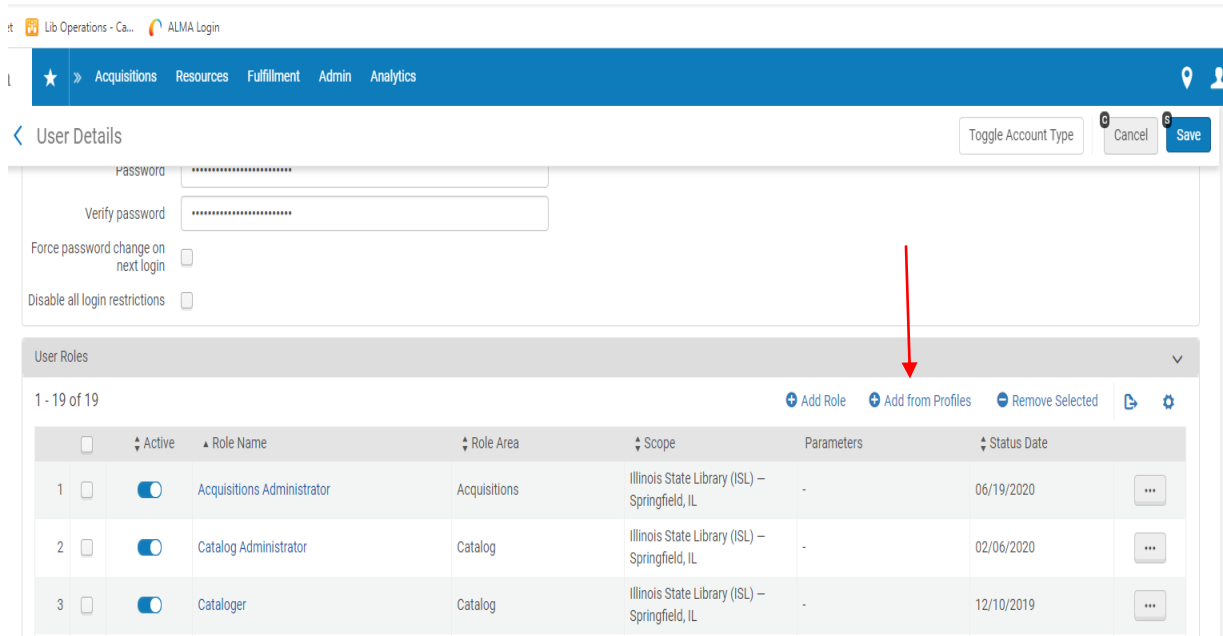 et Lib Operations - Ca... ALMA Login
Acquisitions Resources Fulfillment Admin Analytics
User Details Toggle Account Type C Cancel S Save
Password ••••••••••••••••••••••••
Verify password ••••••••••••••••••••••••
Force password change on
next login
Disable all login restrictions
User Roles
1 - 19 of 19 Add Role Add from Profiles Remove Selected
Active Role Name Role Area Scope Parameters Status Date
1 Acquisitions Administrator Acquisitions Illinois State Library (ISL) –
Springfield, IL - 06/19/2020 ...
2 Catalog Administrator Catalog Illinois State Library (ISL) –
Springfield, IL - 02/06/2020 ...
3 Cataloger Catalog Illinois State Library (ISL) –
Springfield, IL - 12/10/2019 ...